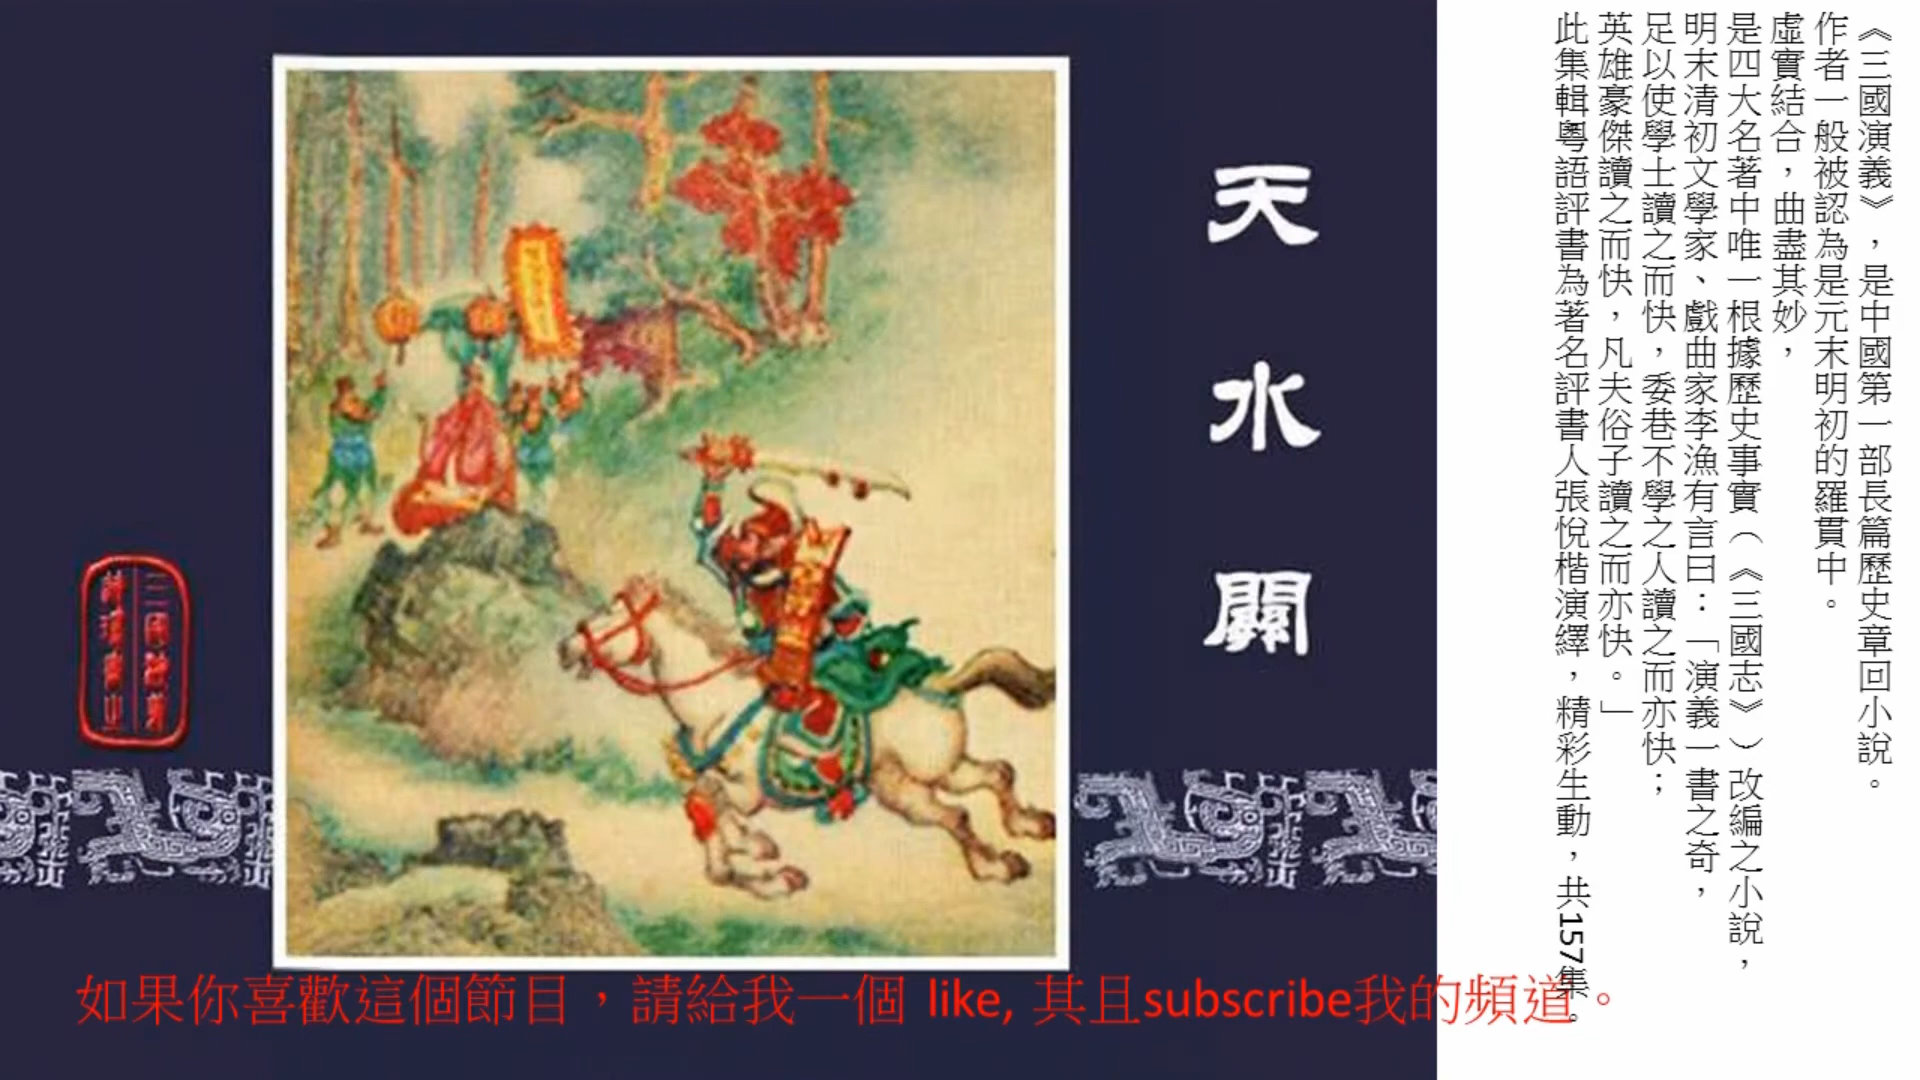 《三國演義》，是中國第一部長篇歷史章回小說。
作者一般被認為是元末明初的羅貫中。
虛實結合，曲盡其妙，
是四大名著中唯一根據歷史事實（《三國志》）改編之小說，
明末清初文學家、戲曲家李漁有言曰：「演義一書之奇，
足以使學士讀之而快，委巷不學之人讀之而亦快；
英雄豪傑讀之而快，凡夫俗子讀之而亦快。」
此集輯粵語評書為著名評書人張悅楷演繹，精彩生動，共157集。
天水關
如果你喜歡這個節目，請給我一個 like, 其且subscribe我的頻道。